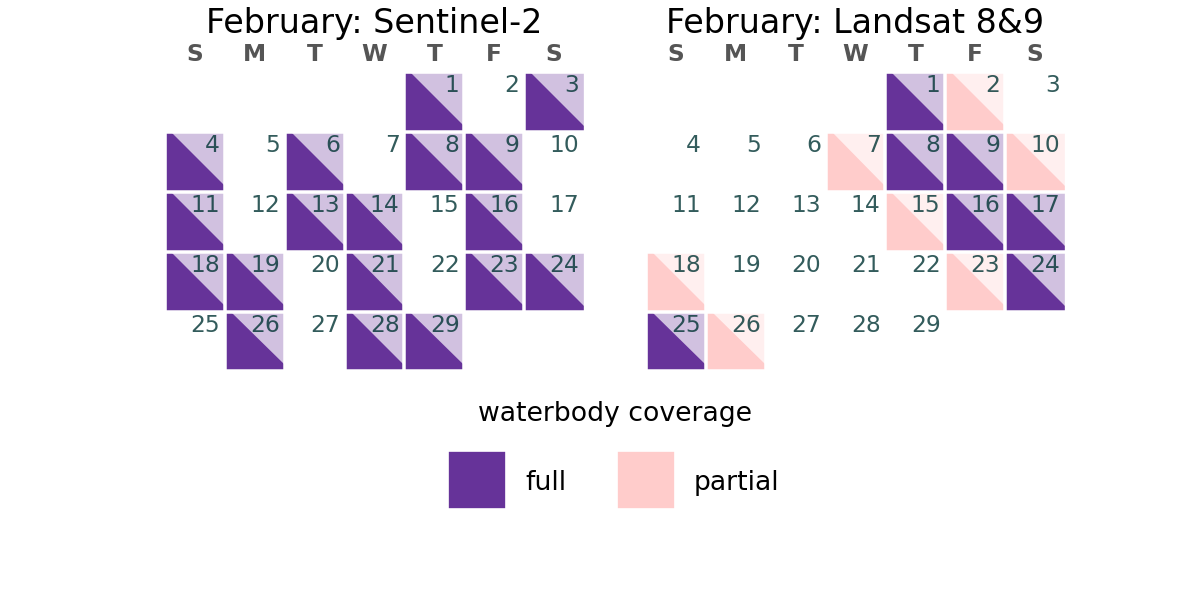 February: Sentinel-2
S M T W T F S
1 2 3
4 5 6 7 8 9 10
11 12 13 14 15 16 17
18 19 20 21 22 23 24
25 26 27 28 29
February: Landsat 8&9
S M T W T F S
1 2 3
4 5 6 7 8 9 10
11 12 13 14 15 16 17
18 19 20 21 22 23 24
25 26 27 28 29
waterbody coverage
full
partial